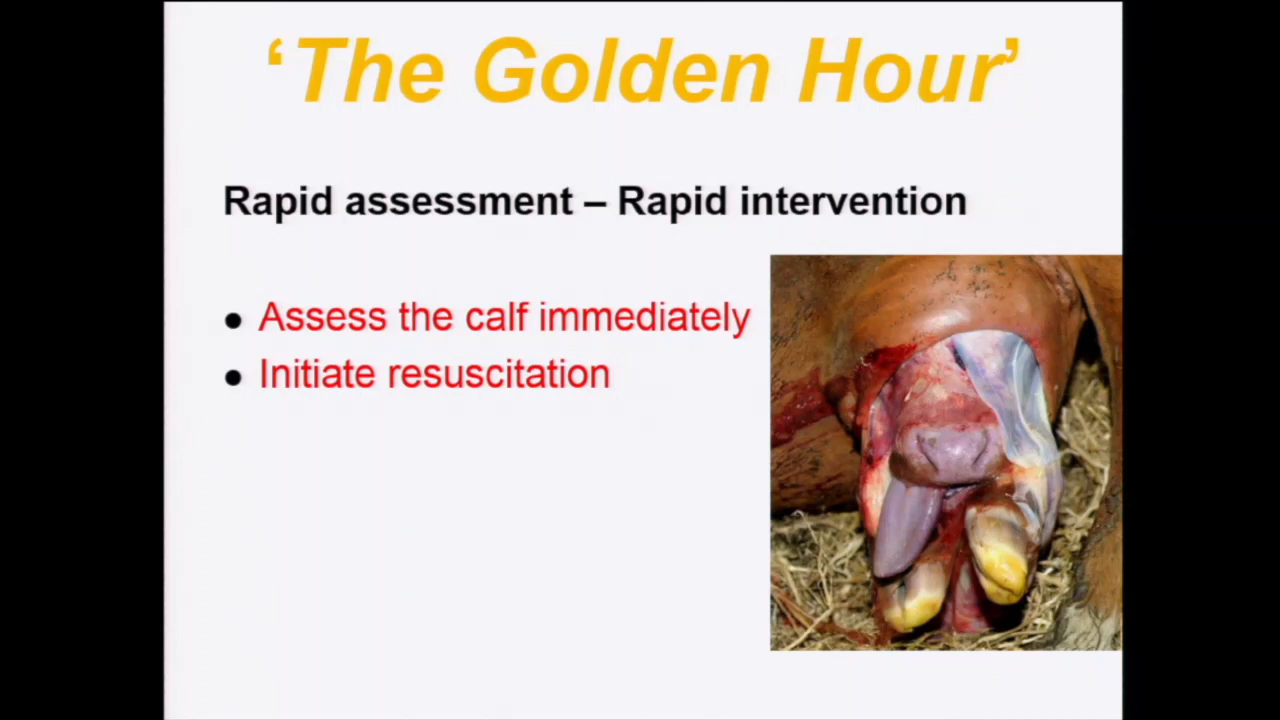 ‘The Golden Hour’
Rapid assessment – Rapid intervention
● Assess the calf immediately
● Initiate resuscitation